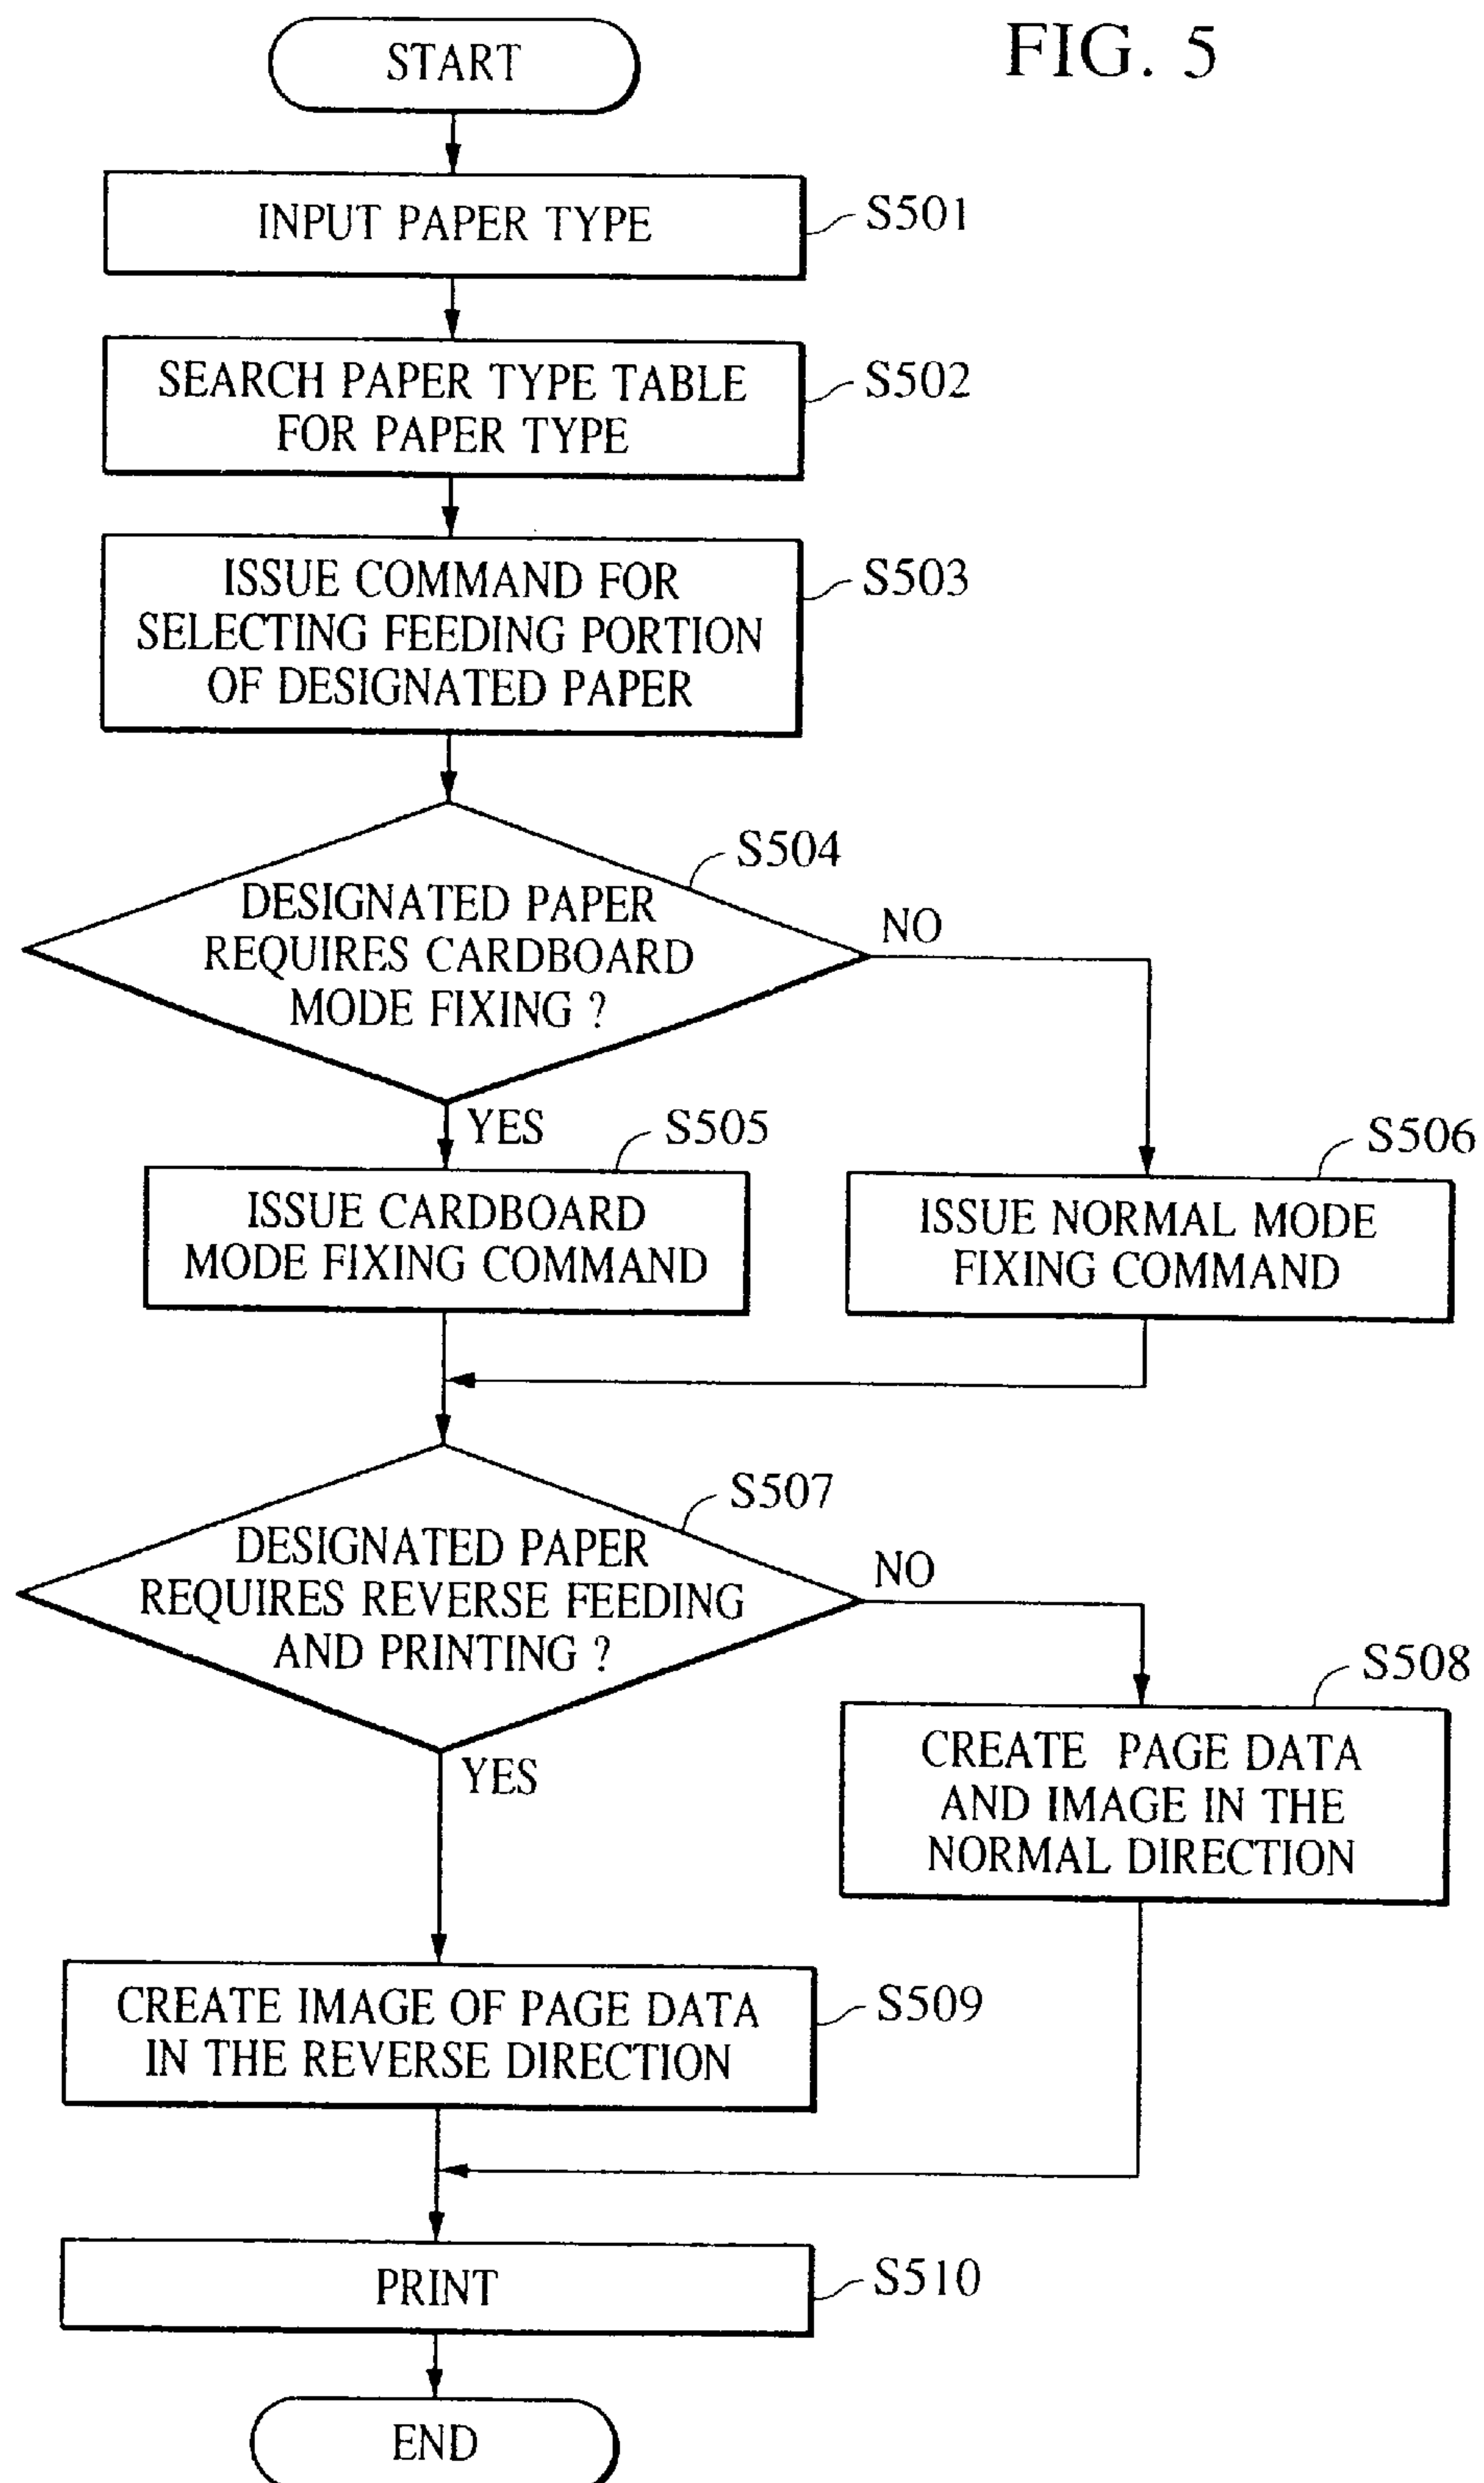 FIG. 5
START
INPUT PAPER TYPE
S501
SEARCH PAPER TYPE TABLE
FOR PAPER TYPE
S502
ISSUE COMMAND FOR
SELECTING FEEDING PORTION
OF DESIGNATED PAPER
S503
S504
DESIGNATED PAPER
REQUIRES CARDBOARD
MODE FIXING ?
NO
YES
S505
ISSUE CARDBOARD
MODE FIXING COMMAND
S506
ISSUE NORMAL MODE
FIXING COMMAND
S507
DESIGNATED PAPER
REQUIRES REVERSE FEEDING
AND PRINTING ?
NO
YES
S508
CREATE PAGE DATA
AND IMAGE IN THE
NORMAL DIRECTION
CREATE IMAGE OF PAGE DATA
IN THE REVERSE DIRECTION
S509
PRINT
S510
END